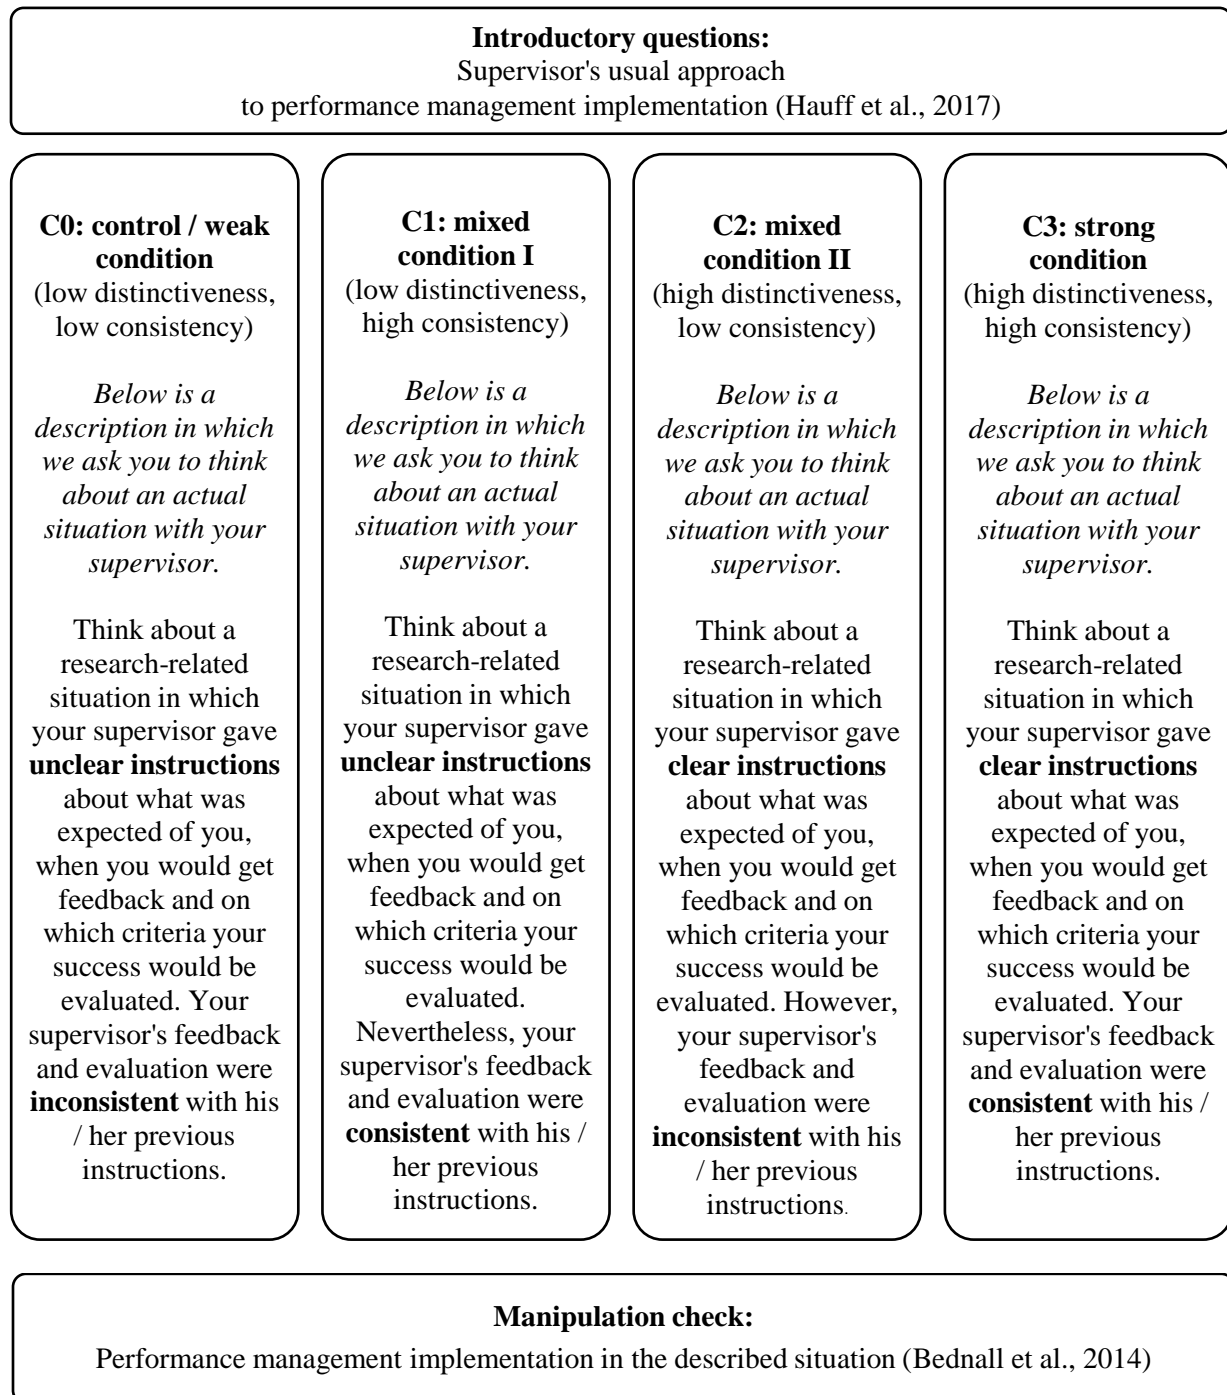 Introductory questions:
Supervisor's usual approach
to performance management implementation (Hauff et al., 2017)
C0: control / weak
condition
(low distinctiveness,
low consistency)
Below is a
description in which
we ask you to think
about an actual
situation with your
supervisor.
Think about a
research-related
situation in which
your supervisor gave
unclear instructions
about what was
expected of you,
when you would get
feedback and on
which criteria your
success would be
evaluated. Your
supervisor's feedback
and evaluation were
inconsistent with his
/ her previous
instructions.
C1: mixed
condition I
(low distinctiveness,
high consistency)
Below is a
description in which
we ask you to think
about an actual
situation with your
supervisor.
Think about a
research-related
situation in which
your supervisor gave
unclear instructions
about what was
expected of you,
when you would get
feedback and on
which criteria your
success would be
evaluated.
Nevertheless, your
supervisor's feedback
and evaluation were
consistent with his /
her previous
instructions.
C2: mixed
condition II
(high distinctiveness,
low consistency)
Below is a
description in which
we ask you to think
about an actual
situation with your
supervisor.
Think about a
research-related
situation in which
your supervisor gave
clear instructions
about what was
expected of you,
when you would get
feedback and on
which criteria your
success would be
evaluated. However,
your supervisor's
feedback and
evaluation were
inconsistent with his
/ her previous
instructions.
C3: strong
condition
(high distinctiveness,
high consistency)
Below is a
description in which
we ask you to think
about an actual
situation with your
supervisor.
Think about a
research-related
situation in which
your supervisor gave
clear instructions
about what was
expected of you,
when you would get
feedback and on
which criteria your
success would be
evaluated. Your
supervisor's feedback
and evaluation were
consistent with his /
her previous
instructions.
Manipulation check:
Performance management implementation in the described situation (Bednall et al., 2014)